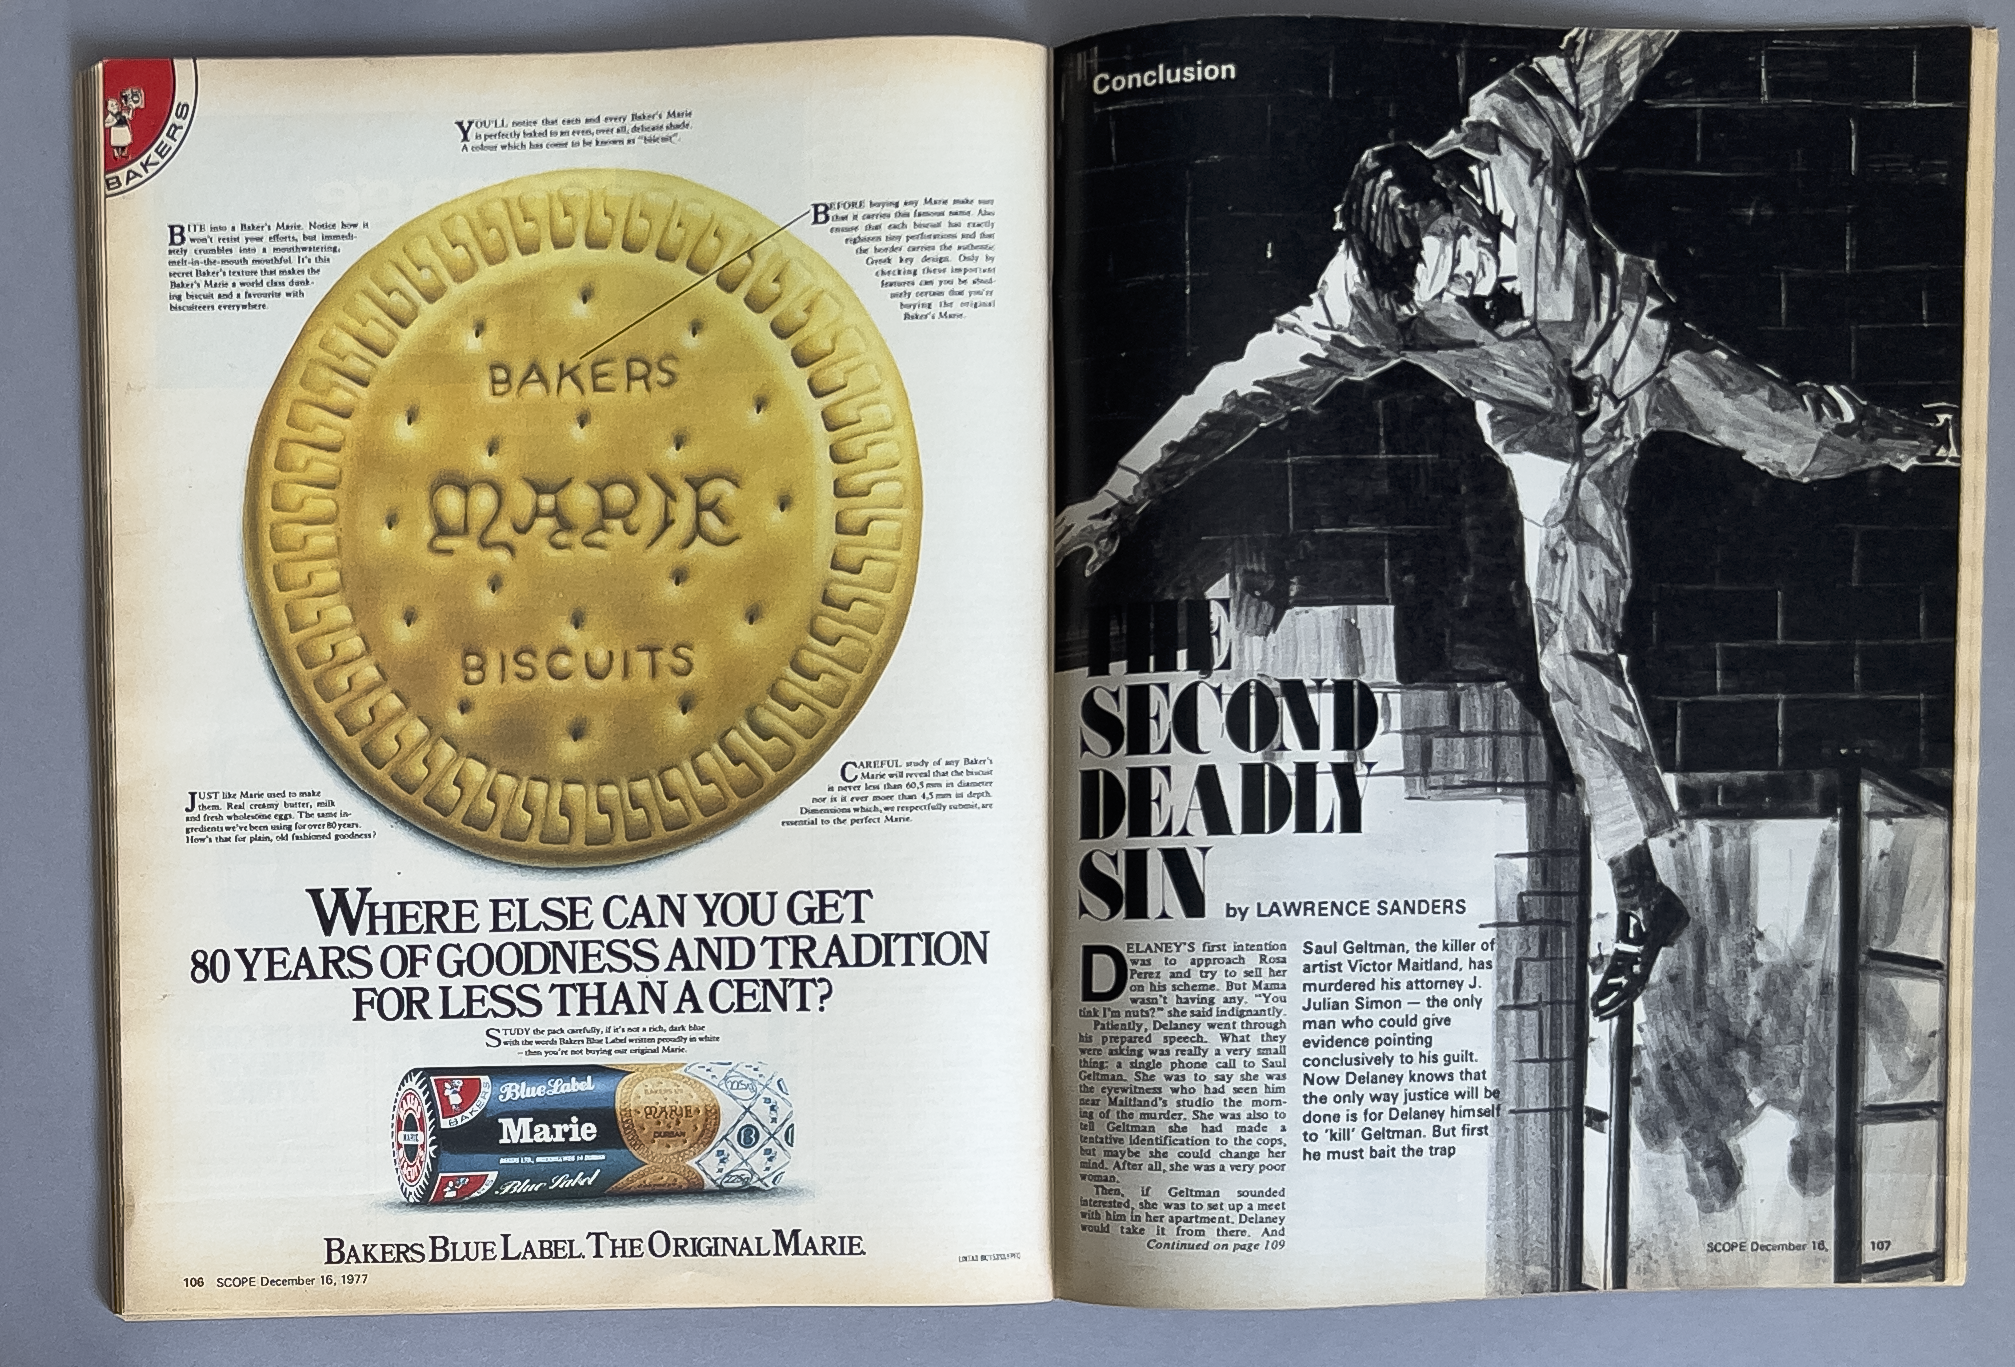 BAKERS
YOU'LL notice that each and every Baker's Marie
is perfectly baked to an even, over all, delicate shade.
A colour which has come to be known as "biscuit".
BITE into a Baker's Marie. Notice how it
won't resist your efforts, but immedi-
ately crumbles into a mouthwatering,
melt-in-the-mouth mouthful. It's this
secret Baker's texture that makes the
Baker's Marie a world class dunk-
ing biscuit and a favourite with
biscuiteers everywhere.
BEFORE buying any Marie make sure
that it carries this famous name. Also
ensure that each biscuit has exactly
eighteen tiny perforations and that
the border carries the authentic
Greek key design. Only by
checking these important
features can you be
certain that you're
buying the original
Baker's Marie.
BAKERS
MARIE
BISCUITS
JUST like Marie used to make
them. Real creamy butter, milk
and fresh wholesome eggs. The same in-
gredients we've been using for over 80 years.
How's that for plain, old fashioned goodness?
CAREFUL study of any Baker's
Marie will reveal that the biscuit
is never less than 60,5 mm in diameter
nor is it ever more than 4,5 mm in depth.
Dimensions which, we respectfully submit, are
essential to the perfect Marie.
WHERE ELSE CAN YOU GET
80 YEARS OF GOODNESS AND TRADITION
FOR LESS THAN A CENT?
STUDY the pack carefully, if it's not a rich, dark blue
with the words Bakers Blue Label written proudly in white
– then you're not buying our original Marie.
BAKERS
Blue Label
Marie
Blue Label
MARIE
BAKERS BLUE LABEL. THE ORIGINAL MARIE.
106 SCOPE December 16, 1977
Conclusion
THE
SECOND
DEADLY
SIN
by LAWRENCE SANDERS
DELANEY'S first intention
was to approach Rosa
Perez and try to sell her
on his scheme. But Mama
wasn't having any. "You
tink I'm nuts?" she said indignantly.
Patiently, Delaney went through
his prepared speech. What they
were asking was really a very small
thing: a single phone call to Saul
Geltman. She was to say she was
the eyewitness who had seen him
near Maitland's studio the morn-
ing of the murder. She was also to
tell Geltman she had made a
tentative identification to the cops,
but maybe she could change her
mind. After all, she was a very poor
woman.
Then, if Geltman sounded
interested, she was to set up a meet
with him in her apartment. Delaney
would take it from there. And
Continued on page 109
Saul Geltman, the killer of
artist Victor Maitland, has
murdered his attorney J.
Julian Simon — the only
man who could give
evidence pointing
conclusively to his guilt.
Now Delaney knows that
the only way justice will be
done is for Delaney himself
to 'kill' Geltman. But first
he must bait the trap
SCOPE December 16, 107